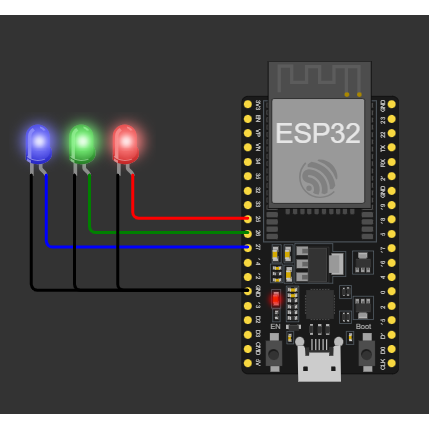 ESP32
3V3
EN
VP
VN
34
35
32
33
25
26
27
14
12
GND
13
D2
D3
CMD
5V
GND
23
22
TX
RX
21
GND
19
18
5
17
16
4
0
2
15
D1
D0
CLK
EN
Boot